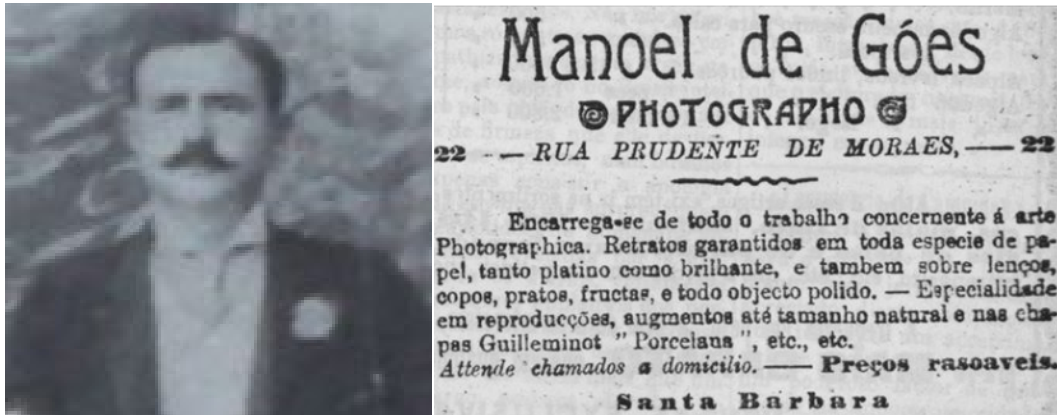 Manoel de Góes
PHOTOGRAPHO
22 — RUA PRUDENTE DE MORAES, — 22
Encarrega-se de todo o trabalho concernente á arte
Photographica. Retratos garantidos em toda especie de pa-
pel, tanto platino como brilhante, e tambem sobre lenços,
copos, pratos, fructas, e todo objecto polido. — Especialidade
em reproducções, augmentos até tamanho natural e nas cha-
pas Guilleminot " Porcelana ", etc., etc.
Attende chamados a domicilio. — Preços rasoaveis.
Santa Barbara